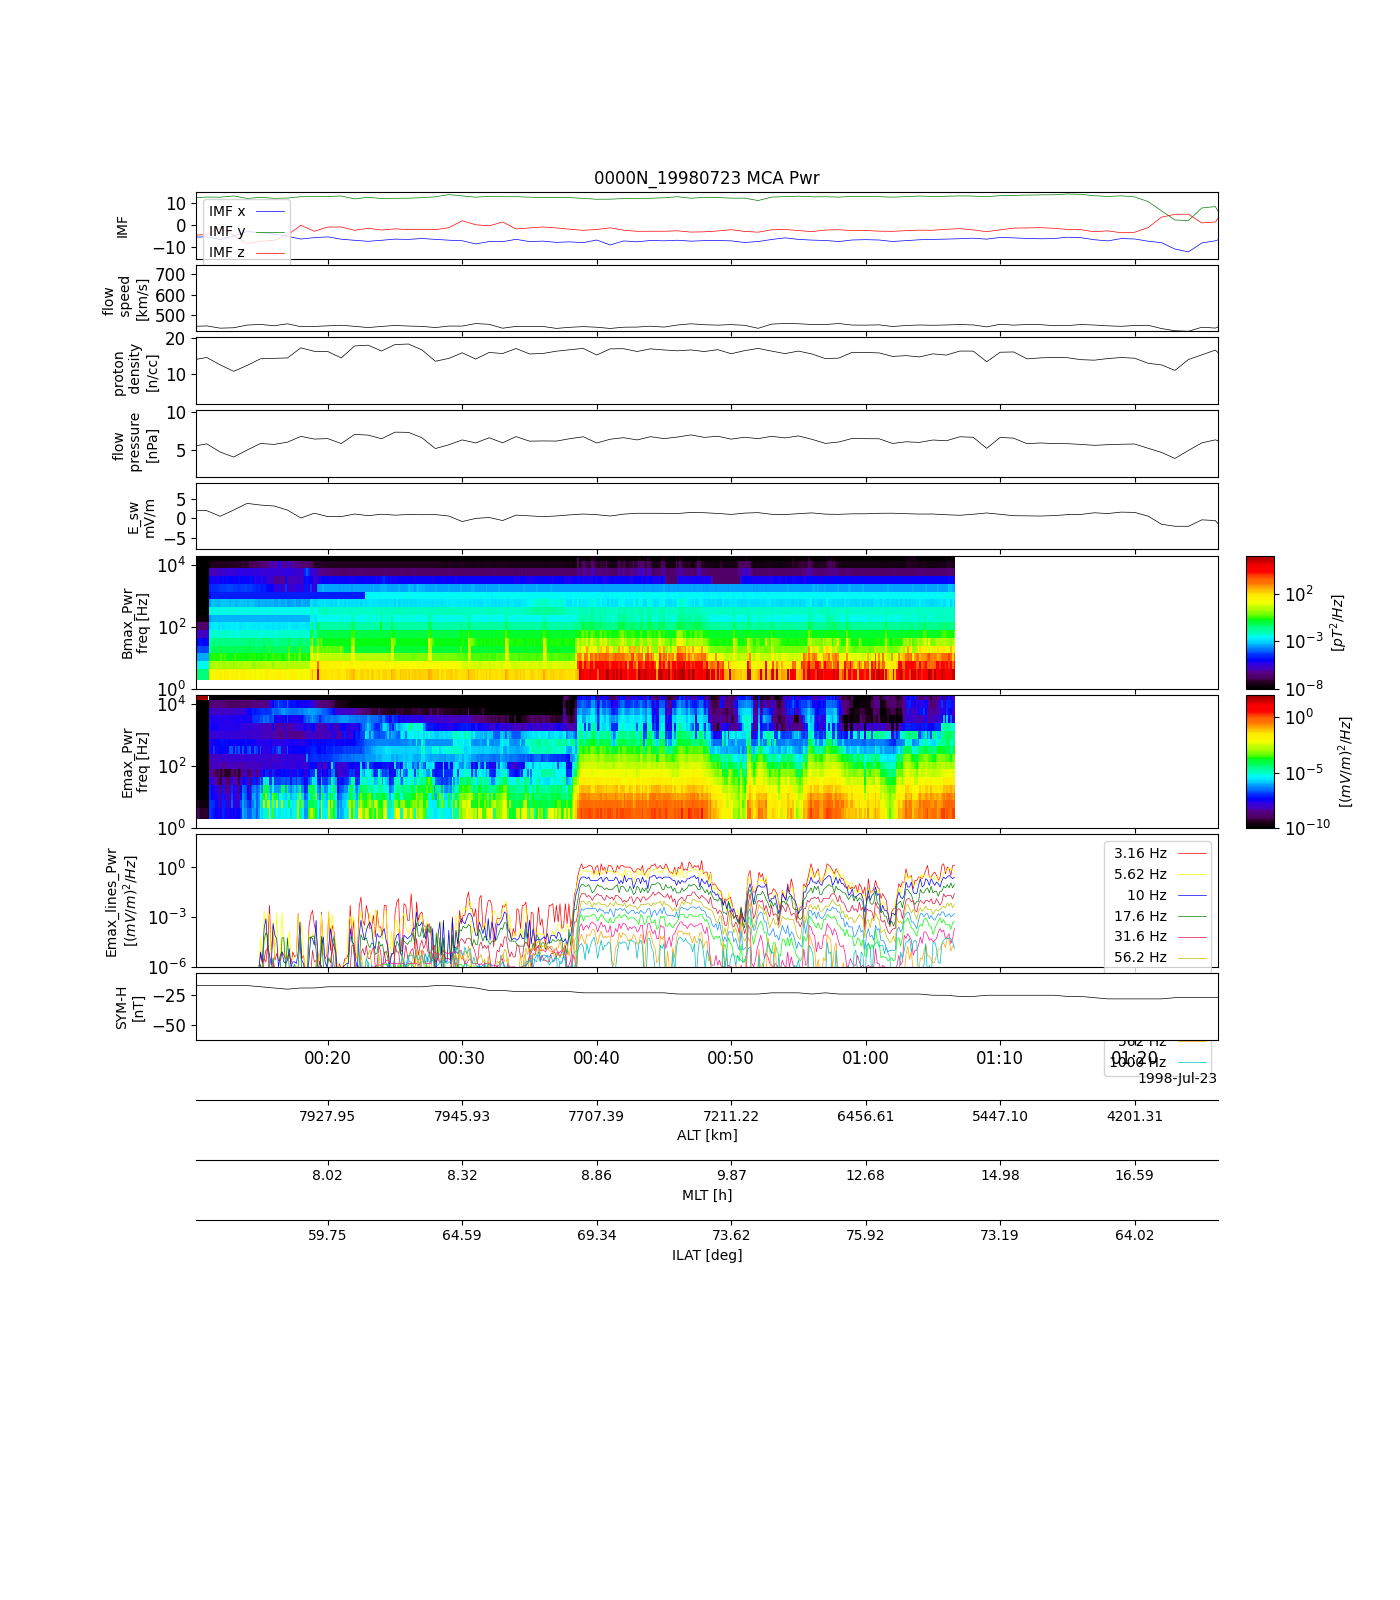 0000N_19980723 MCA Pwr
10
0
−10
IMF
IMF x
IMF y
IMF z
700
600
500
flow
speed
[km/s]
20
10
proton
density
[n/cc]
10
5
flow
pressure
[nPa]
5
0
−5
E_sw
mV/m
10^4
10^2
10^0
Bmax_Pwr
freq [Hz]
10^2
10^−3
10^−8
[pT^2/Hz]
10^4
10^2
10^0
Emax_Pwr
freq [Hz]
10^0
10^−5
10^−10
[(mV/m)^2/Hz]
10^0
10^−3
10^−6
Emax_lines_Pwr
[(mV/m)^2/Hz]
3.16 Hz
5.62 Hz
10 Hz
17.6 Hz
31.6 Hz
56.2 Hz
562 Hz
1000 Hz
−25
−50
SYM-H
[nT]
00:20 00:30 00:40 00:50 01:00 01:10 01:20
1998-Jul-23
7927.95 7945.93 7707.39 7211.22 6456.61 5447.10 4201.31
ALT [km]
8.02 8.32 8.86 9.87 12.68 14.98 16.59
MLT [h]
59.75 64.59 69.34 73.62 75.92 73.19 64.02
ILAT [deg]